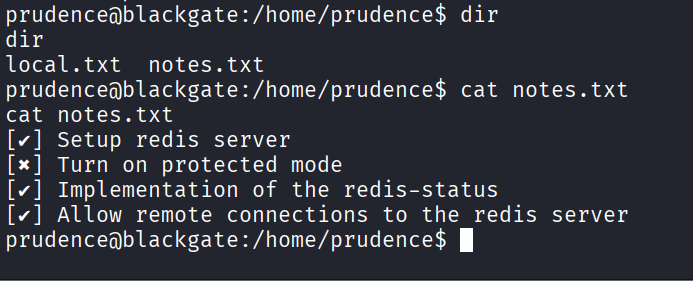 prudence@blackgate:/home/prudence$ dir
dir
local.txt  notes.txt
prudence@blackgate:/home/prudence$ cat notes.txt
cat notes.txt
[✔] Setup redis server
[✖] Turn on protected mode
[✔] Implementation of the redis-status
[✔] Allow remote connections to the redis server
prudence@blackgate:/home/prudence$